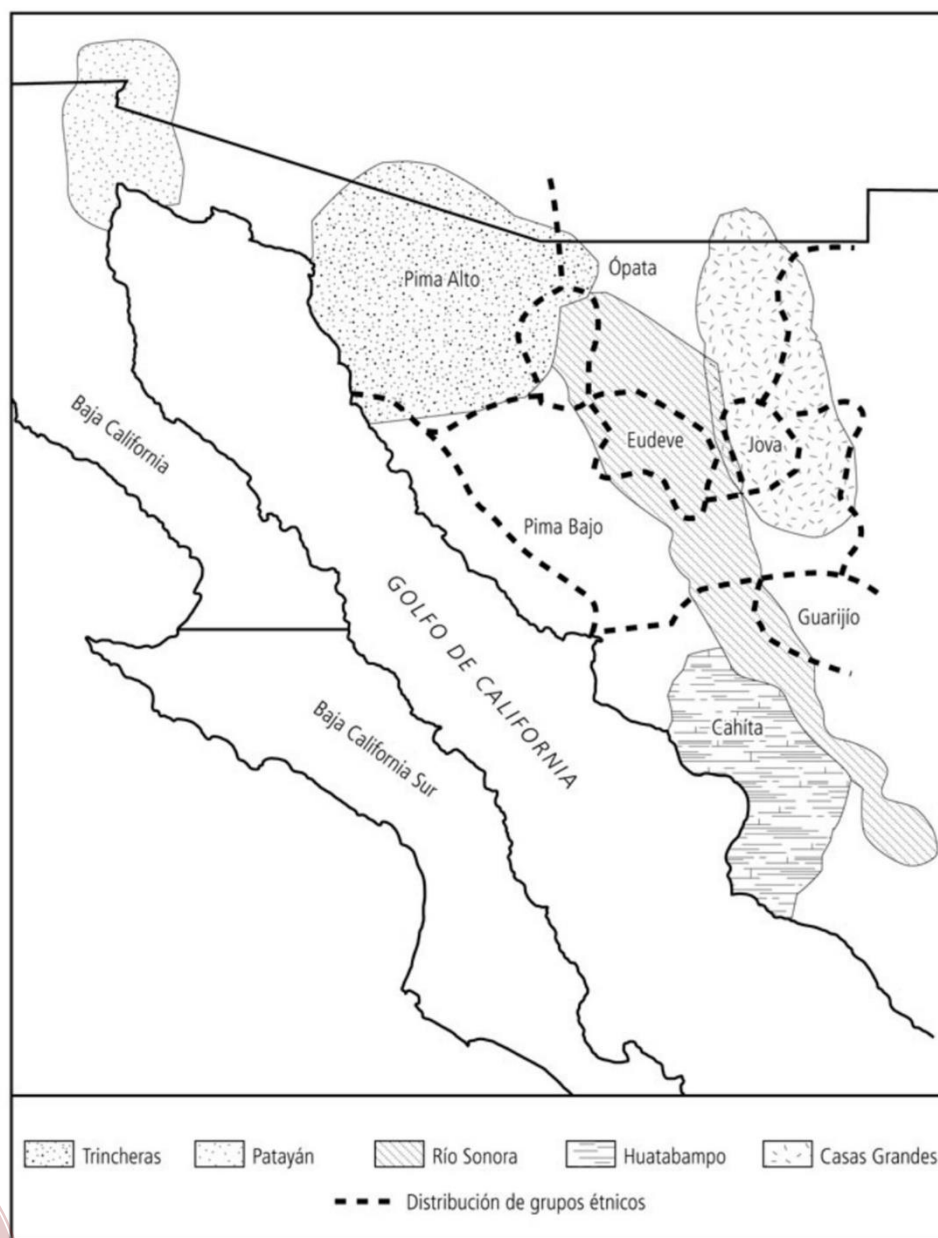 Pima Alto
Ópata
Baja California
Eudeve
Jova
Pima Bajo
GOLFO DE CALIFORNIA
Guarijío
Baja California Sur
Cahíta
Trincheras
Patayán
Río Sonora
Huatabampo
Casas Grandes
Distribución de grupos étnicos